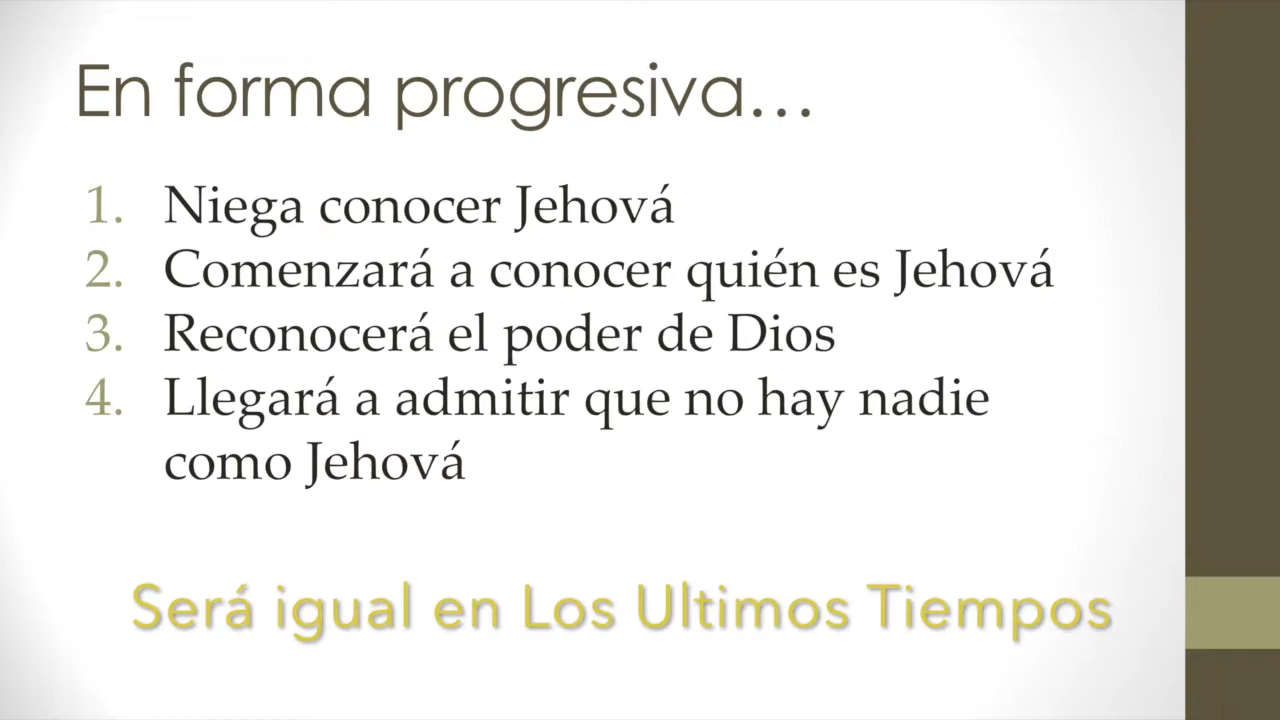 En forma progresiva...
1. Niega conocer Jehová
2. Comenzará a conocer quién es Jehová
3. Reconocerá el poder de Dios
4. Llegará a admitir que no hay nadie
como Jehová
Será igual en Los Ultimos Tiempos